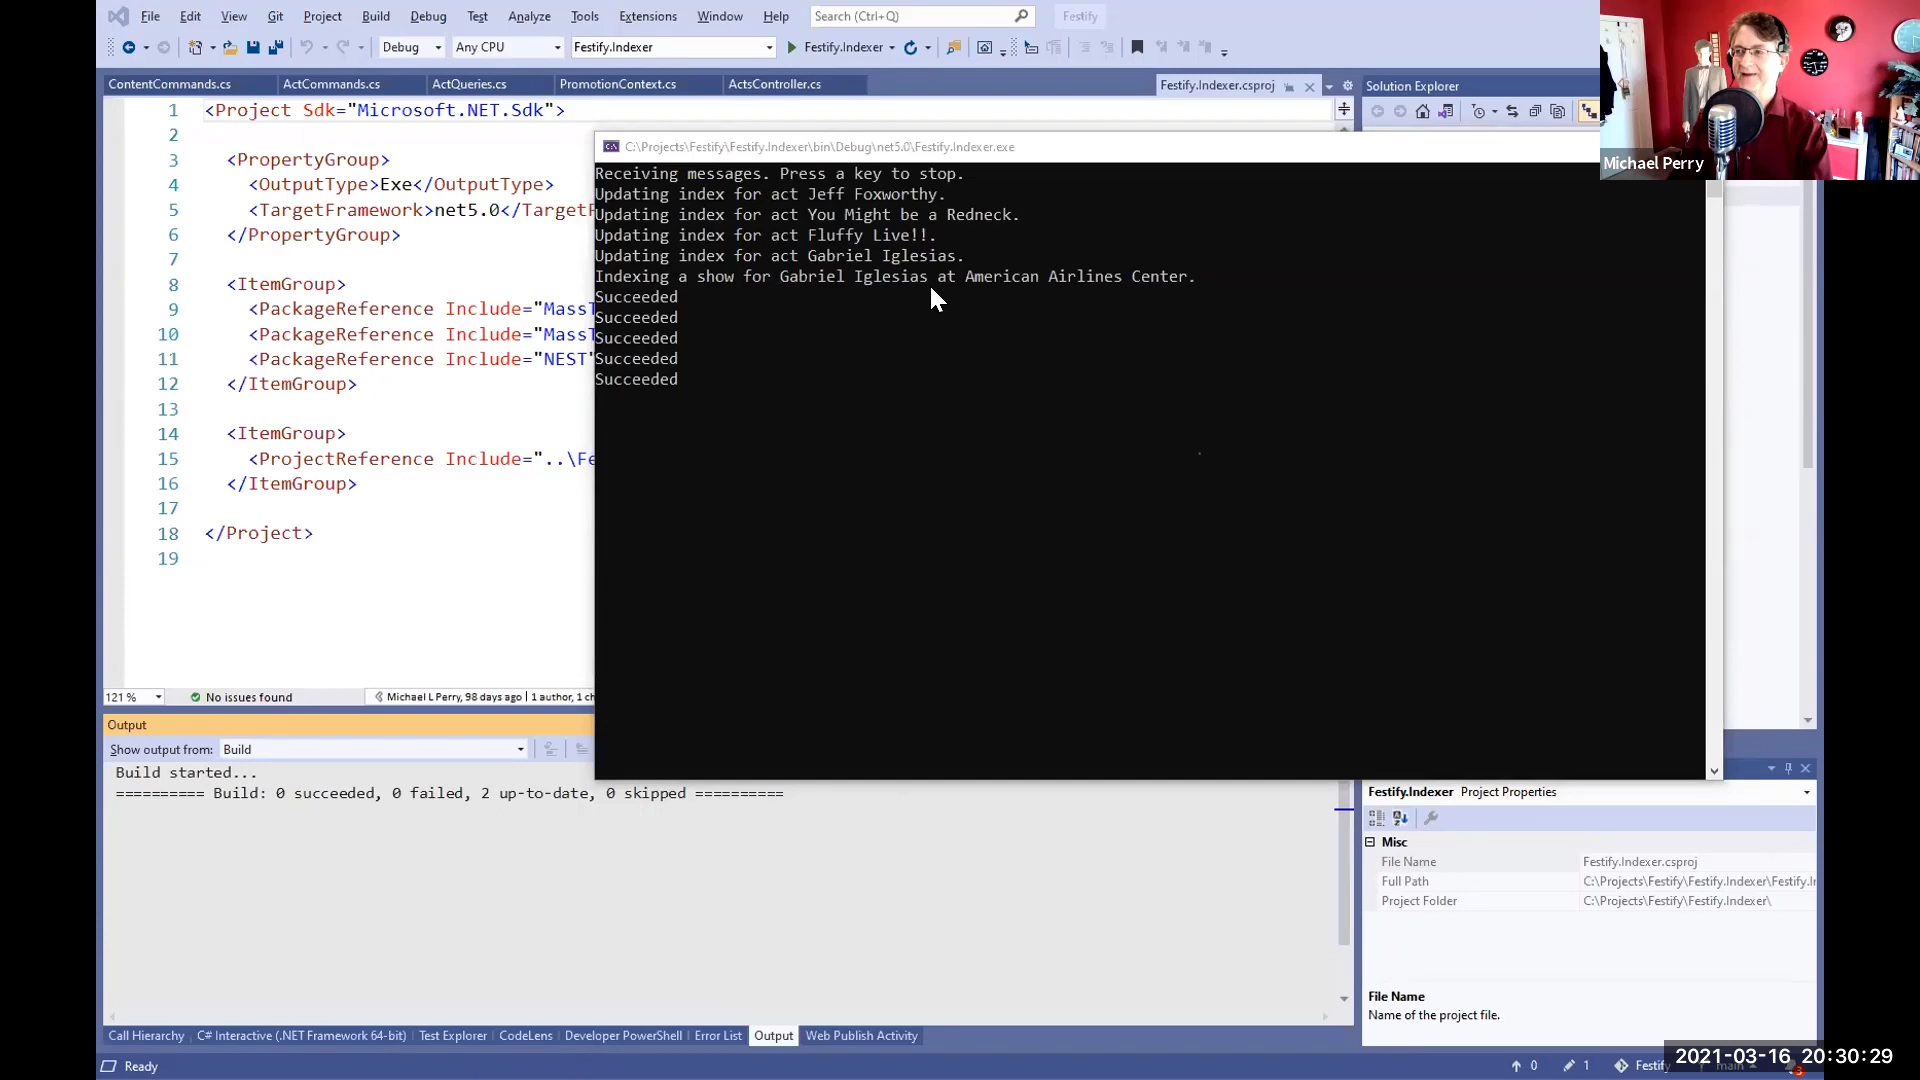 File Edit View Git Project Build Debug Test Analyze Tools Extensions Window Help Search (Ctrl+Q) Festify
Debug Any CPU Festify.Indexer Festify.Indexer
ContentCommands.cs ActCommands.cs ActQueries.cs PromotionContext.cs ActsController.cs Festify.Indexer.csproj Solution Explorer
1 <Project Sdk="Microsoft.NET.Sdk">
2
3 <PropertyGroup>
4 <OutputType>Exe</OutputType>
5 <TargetFramework>net5.0</TargetF
6 </PropertyGroup>
7
8 <ItemGroup>
9 <PackageReference Include="MassT
10 <PackageReference Include="MassT
11 <PackageReference Include="NEST"
12 </ItemGroup>
13
14 <ItemGroup>
15 <ProjectReference Include="..\Fe
16 </ItemGroup>
17
18 </Project>
19
C:\Projects\Festify\Festify.Indexer\bin\Debug\net5.0\Festify.Indexer.exe
Receiving messages. Press a key to stop.
Updating index for act Jeff Foxworthy.
Updating index for act You Might be a Redneck.
Updating index for act Fluffy Live!!.
Updating index for act Gabriel Iglesias.
Indexing a show for Gabriel Iglesias at American Airlines Center.
Succeeded
Succeeded
Succeeded
Succeeded
Succeeded
Michael Perry
121 % No issues found Michael L Perry, 98 days ago | 1 author, 1 ch
Output
Show output from: Build
Build started...
========== Build: 0 succeeded, 0 failed, 2 up-to-date, 0 skipped ==========
Festify.Indexer Project Properties
Misc
File Name Festify.Indexer.csproj
Full Path C:\Projects\Festify\Festify.Indexer\Festify.In
Project Folder C:\Projects\Festify\Festify.Indexer\
File Name
Name of the project file.
Call Hierarchy C# Interactive (.NET Framework 64-bit) Test Explorer CodeLens Developer PowerShell Error List Output Web Publish Activity
Ready 0 1 Festify main 3
2021-03-16 20:30:29